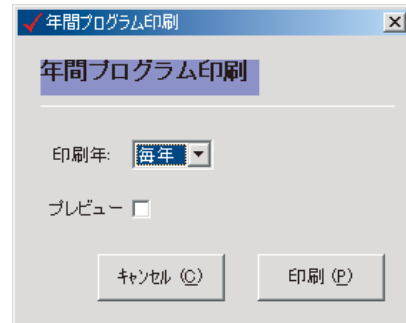 年間ﾌﾟﾛｸﾞﾗﾑ印刷
年間プログラム印刷
印刷年: 毎年
プレビュー
ｷｬﾝｾﾙ (C)
印刷 (P)